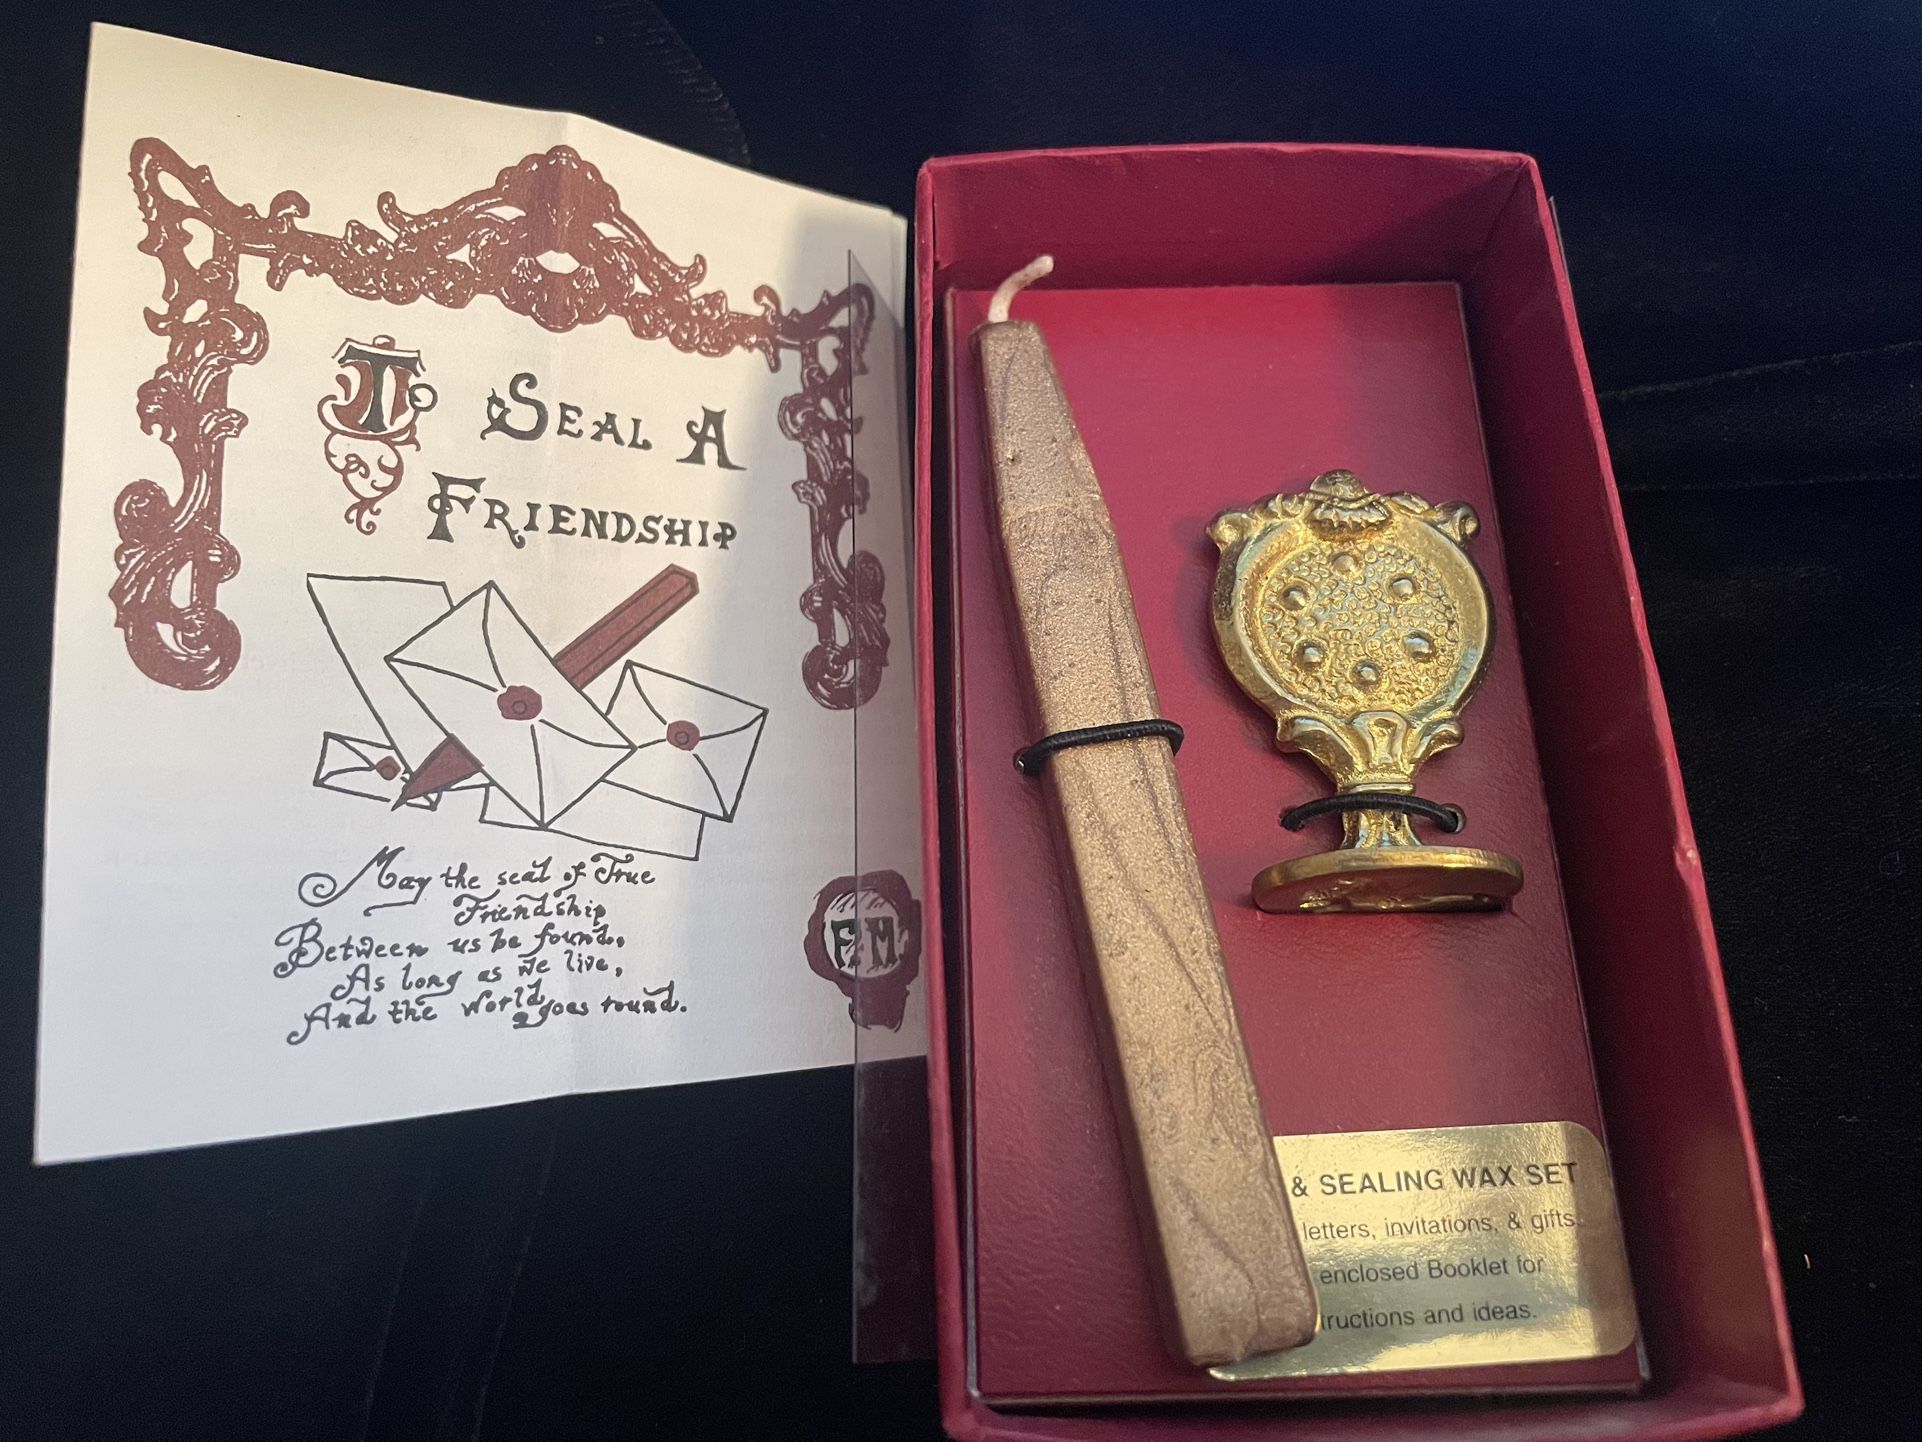 To Seal A
Friendship
May the seal of True
Friendship
Between us be found,
As long as we live,
And the world
goes round.
FM
& SEALING WAX SET
letters, invitations, & gifts.
enclosed Booklet for
and ideas.